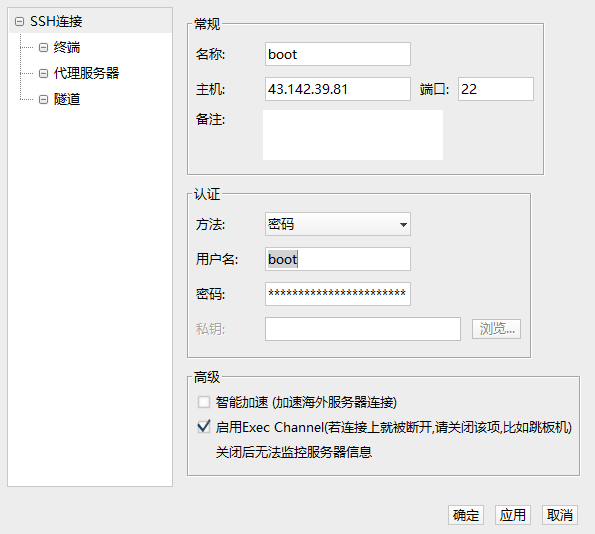 SSH连接
终端
代理服务器
隧道
常规
名称: boot
主机: 43.142.39.81 端口: 22
备注:
认证
方法: 密码
用户名: boot
密码: ***********************
私钥: 浏览...
高级
智能加速 (加速海外服务器连接)
启用Exec Channel(若连接上就被断开,请关闭该项,比如跳板机)
关闭后无法监控服务器信息
确定 应用 取消